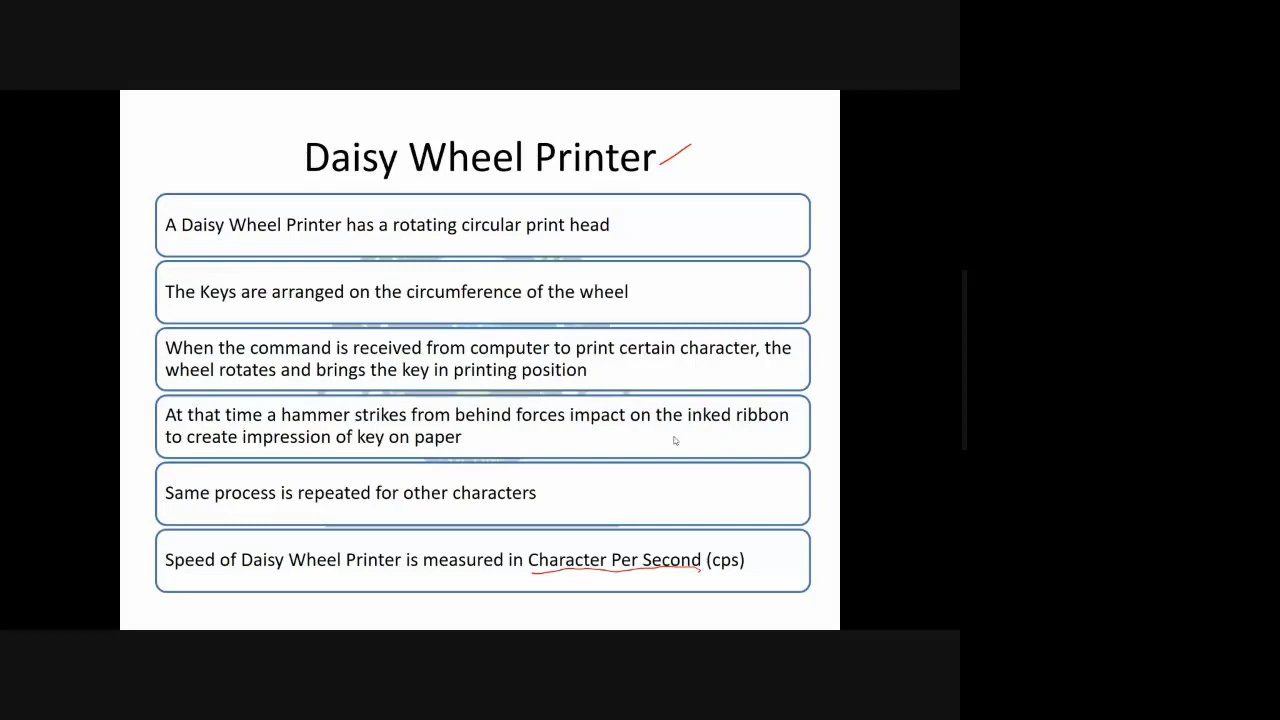 Daisy Wheel Printer
A Daisy Wheel Printer has a rotating circular print head
The Keys are arranged on the circumference of the wheel
When the command is received from computer to print certain character, the
wheel rotates and brings the key in printing position
At that time a hammer strikes from behind forces impact on the inked ribbon
to create impression of key on paper
Same process is repeated for other characters
Speed of Daisy Wheel Printer is measured in Character Per Second (cps)